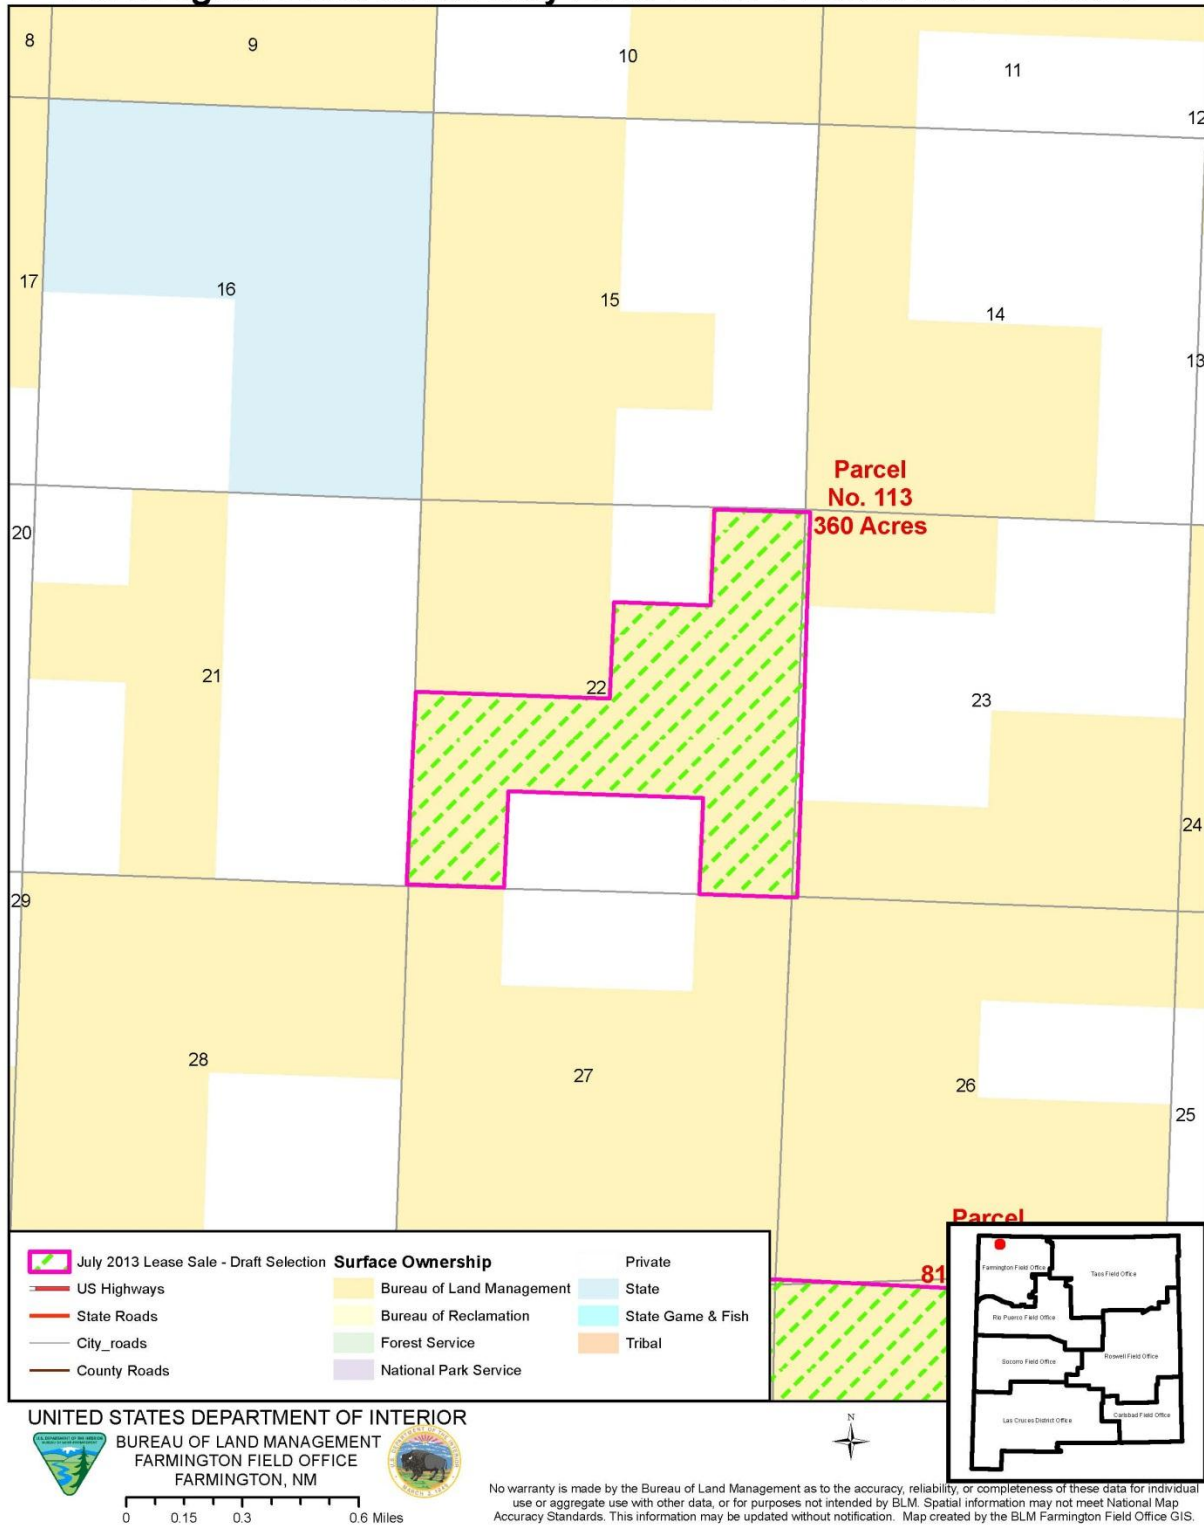 8
9
10
11
12
17
16
15
14
13
Parcel
No. 113
360 Acres
20
21
22
23
24
29
28
27
26
25
Parcel
81
July 2013 Lease Sale - Draft Selection
US Highways
State Roads
City_roads
County Roads
Surface Ownership
Bureau of Land Management
Bureau of Reclamation
Forest Service
National Park Service
Private
State
State Game & Fish
Tribal
Farmington Field Office
Taos Field Office
Rio Puerco Field Office
Socorro Field Office
Roswell Field Office
Las Cruces District Office
Carlsbad Field Office
UNITED STATES DEPARTMENT OF INTERIOR
BUREAU OF LAND MANAGEMENT
FARMINGTON FIELD OFFICE
FARMINGTON, NM
0 0.15 0.3 0.6 Miles
N
No warranty is made by the Bureau of Land Management as to the accuracy, reliability, or completeness of these data for individual
use or aggregate use with other data, or for purposes not intended by BLM. Spatial information may not meet National Map
Accuracy Standards. This information may be updated without notification. Map created by the BLM Farmington Field Office GIS.